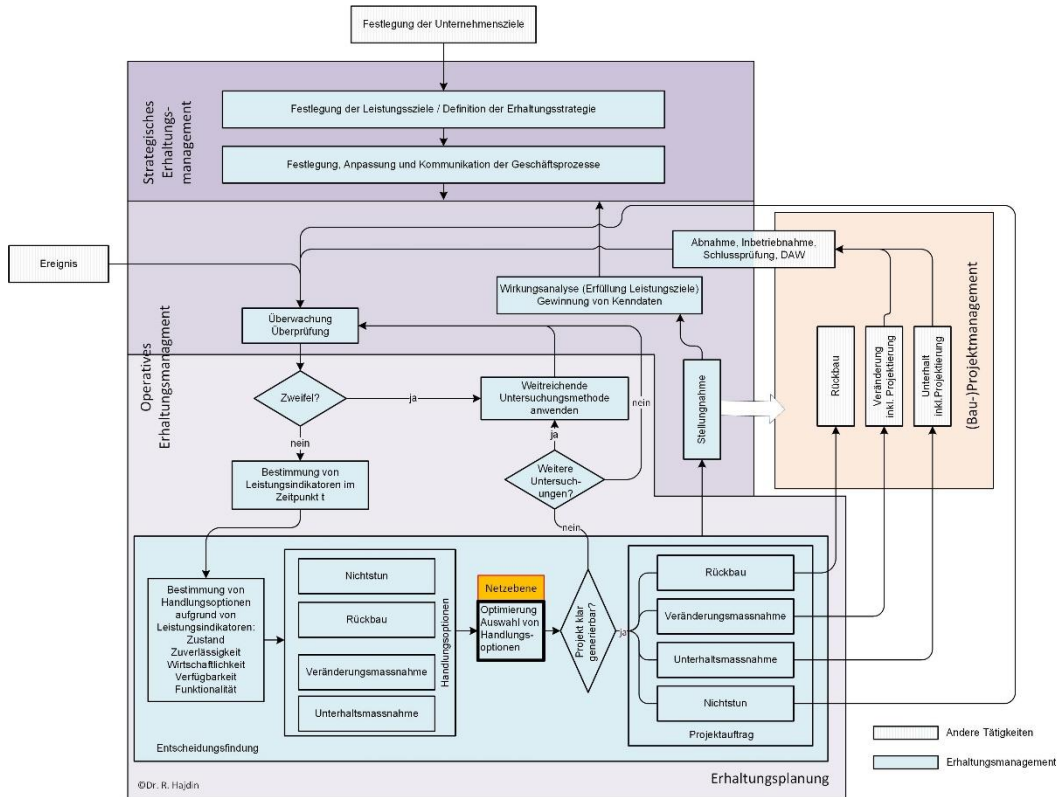 Festlegung der Unternehmensziele
Strategisches
Erhaltungs-
management
Festlegung der Leistungssziele / Definition der Erhaltungsstrategie
Festlegung, Anpassung und Kommunikation der Geschäftsprozesse
Operatives
Erhaltungsmanagment
Ereignis
Abnahme, Inbetriebnahme,
Schlussprüfung, DAW
Wirkungsanalyse (Erfüllung Leistungsziele)
Gewinnung von Kenndaten
Überwachung
Überprüfung
Zweifel?
ja
nein
Weitreichende
Untersuchungsmethode
anwenden
nein
ja
Weitere
Untersuch-
ungen?
nein
Stellungnahme
Rückbau
Veränderung
inkl. Projektierung
Unterhalt
inkl.Projektierung
(Bau-)Projektmanagement
Bestimmung von
Leistungsindikatoren im
Zeitpunkt t
Bestimmung von
Handlungsoptionen
aufgrund von
Leistungsindikatoren:
Zustand
Zuverlässigkeit
Wirtschaftlichkeit
Verfügbarkeit
Funktionalität
Nichtstun
Rückbau
Veränderungsmassnahme
Unterhaltsmassnahme
Handlungsoptionen
Netzebene
Optimierung
Auswahl von
Handlungs-
optionen
Projekt klar
generierbar?
ja
Rückbau
Veränderungsmassnahme
Unterhaltsmassnahme
Nichtstun
Projektauftrag
Entscheidungsfindung
Erhaltungsplanung
©Dr. R. Hajdin
Andere Tätigkeiten
Erhaltungsmanagement